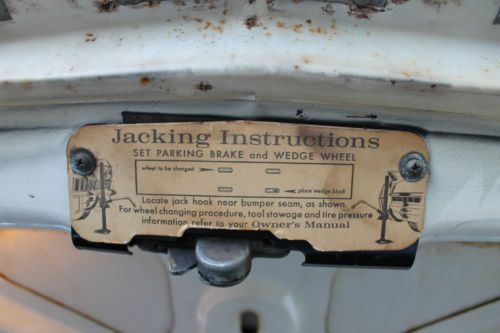 Jacking Instructions
SET PARKING BRAKE and WEDGE WHEEL
wheel to be changed
place wedge block
Locate jack hook near bumper seam, as shown.
For wheel changing procedure, tool stowage and tire pressure
information refer to your Owner's Manual